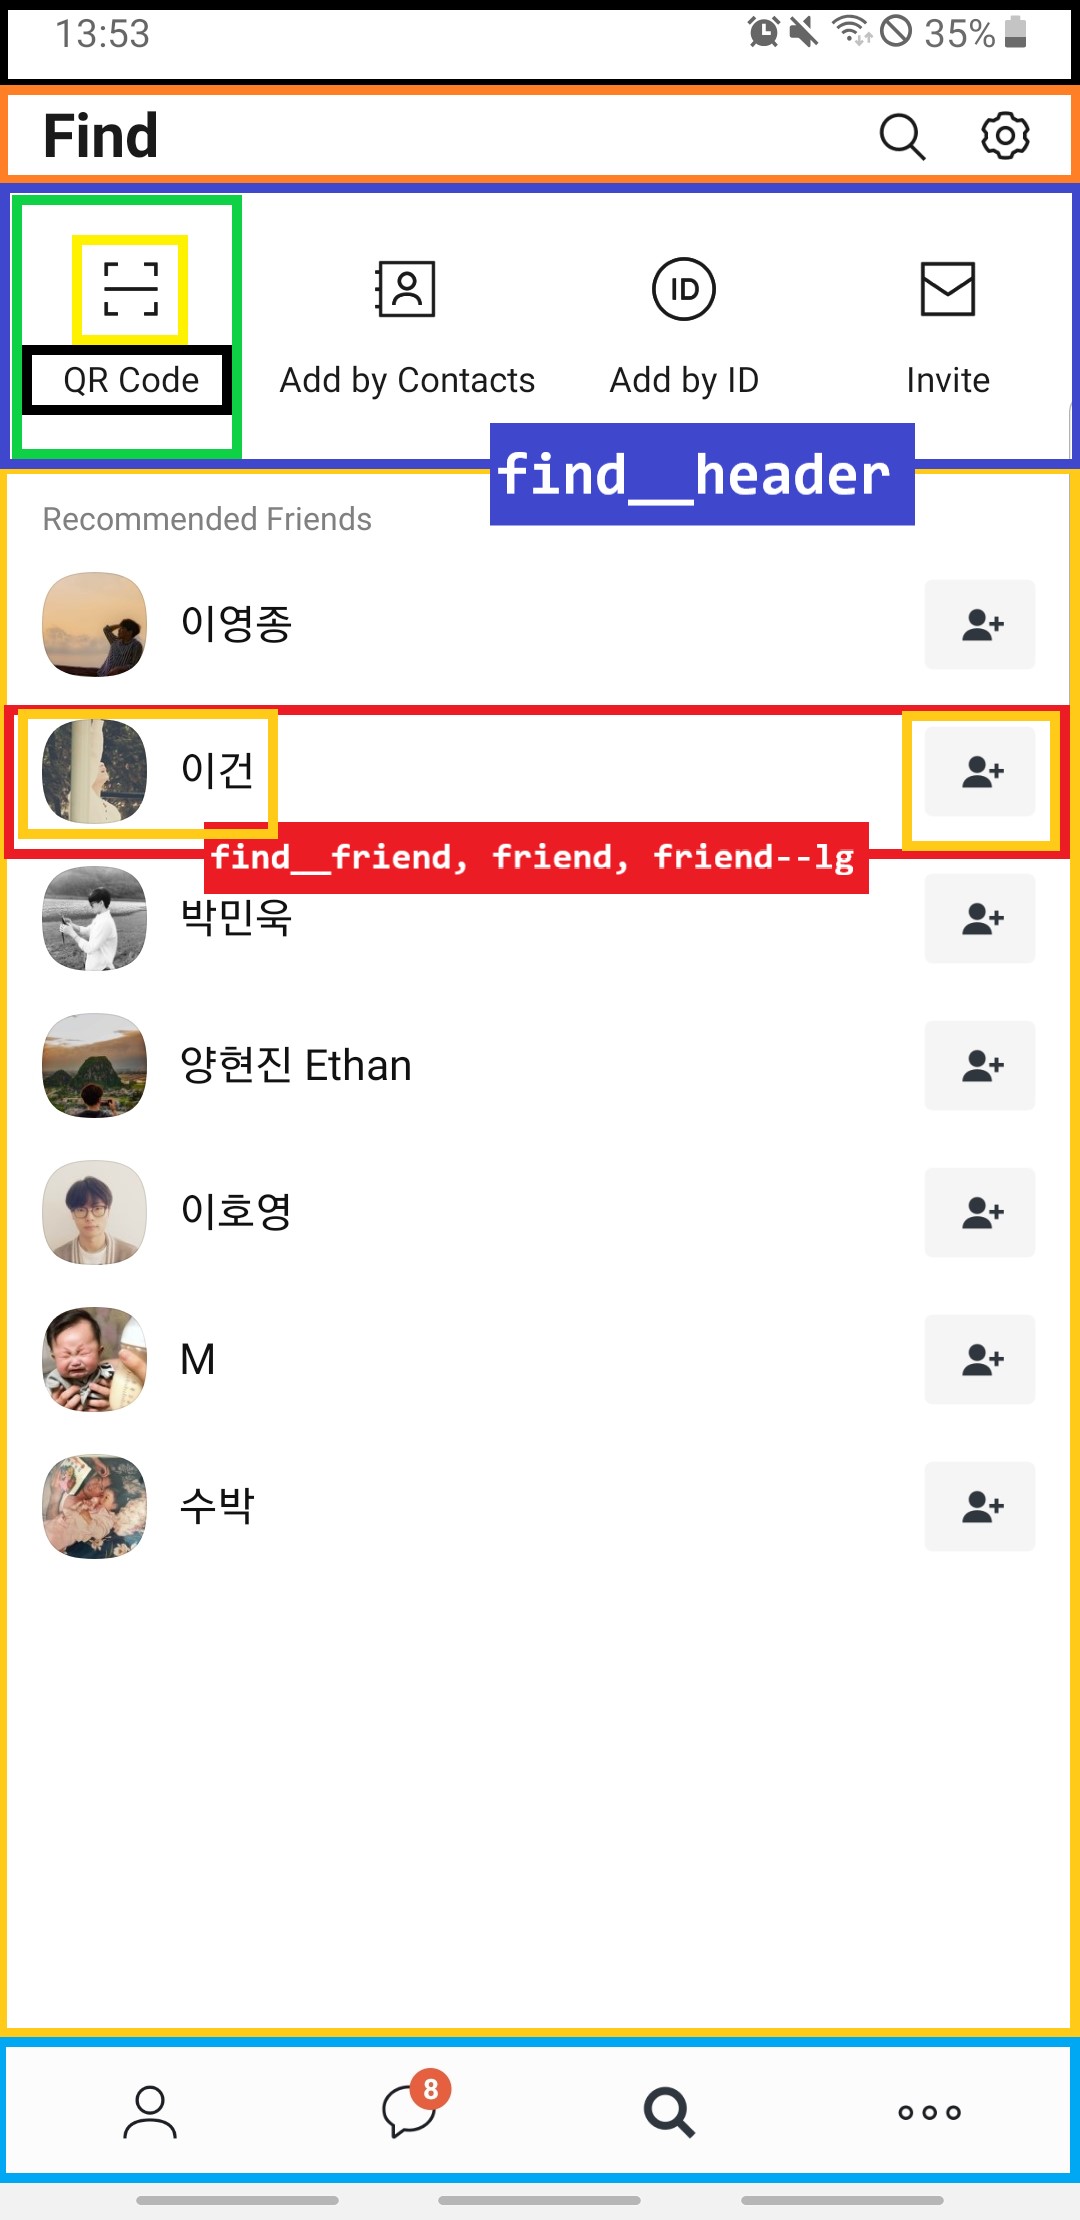 13:53 35%
Find
QR Code Add by Contacts ID Add by ID Invite
find__header
Recommended Friends
이영종
이건
find__friend, friend, friend--lg
박민욱
양현진 Ethan
이호영
M
수박
8